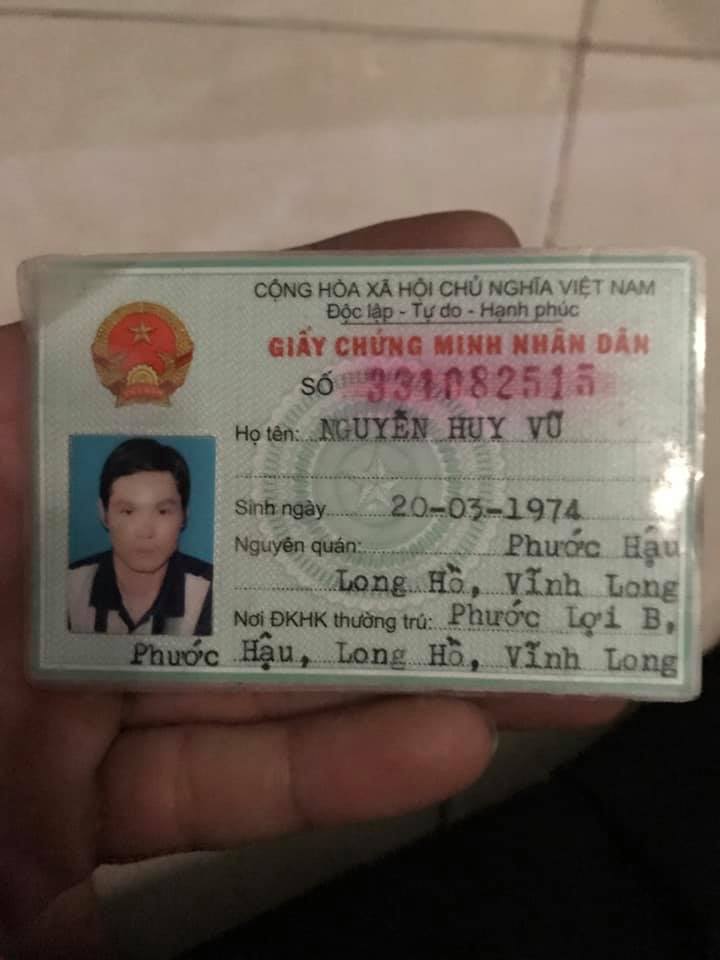 CỘNG HÒA XÃ HỘI CHỦ NGHĨA VIỆT NAM
Độc lập - Tự do - Hạnh phúc
GIẤY CHỨNG MINH NHÂN DÂN
SỐ 331082515
Họ tên: NGUYỄN HUY VŨ
Sinh ngày 20-03-1974
Nguyên quán: Phước Hậu
Long Hồ, Vĩnh Long
Nơi ĐKHK thường trú: Phước Lợi B,
Phước Hậu, Long Hồ, Vĩnh Long